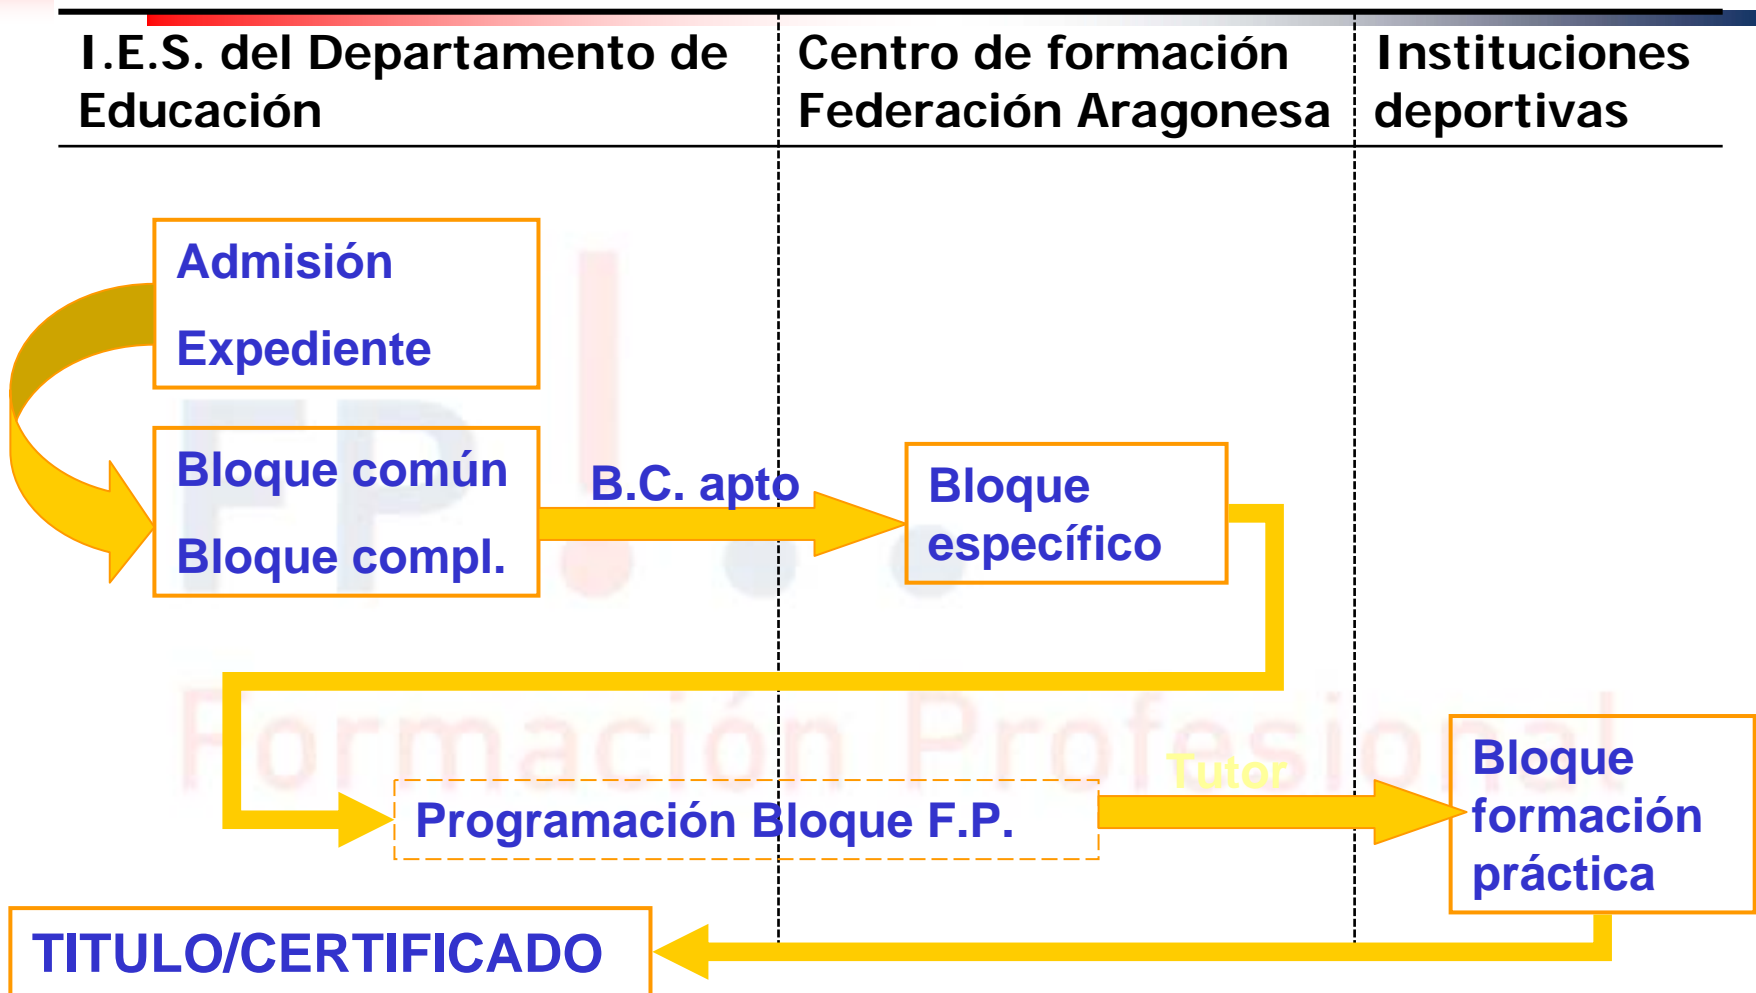 I.E.S. del Departamento de
Educación
Centro de formación
Federación Aragonesa
Instituciones
deportivas
Admisión
Expediente
Bloque común
Bloque compl.
B.C. apto
Bloque
específico
FP!...
Formación Profesional
Programación Bloque F.P.
Tutor
Bloque
formación
práctica
TITULO/CERTIFICADO